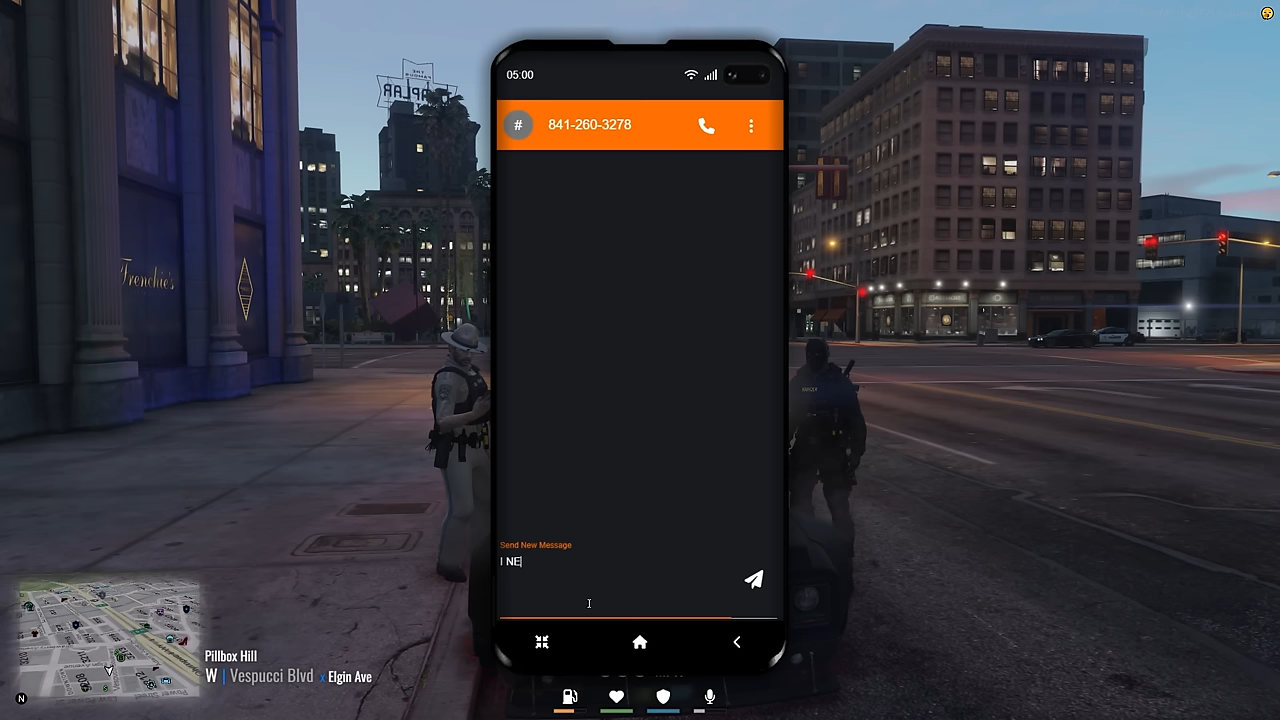 05:00
# 841-260-3278
Send New Message
I NE
Frenchie's
Pillbox Hill
W | Vespucci Blvd x Elgin Ave
N